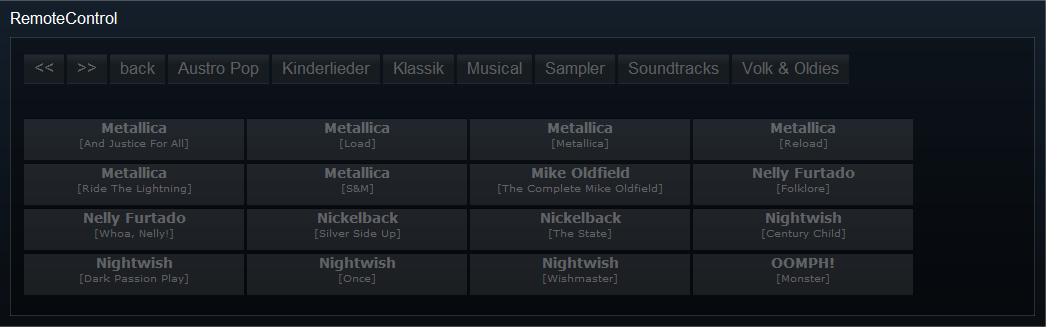 RemoteControl
<< >> back Austro Pop Kinderlieder Klassik Musical Sampler Soundtracks Volk & Oldies
Metallica Metallica Metallica Metallica
[And Justice For All] [Load] [Metallica] [Reload]
Metallica Metallica Mike Oldfield Nelly Furtado
[Ride The Lightning] [S&M] [The Complete Mike Oldfield] [Folklore]
Nelly Furtado Nickelback Nickelback Nightwish
[Whoa, Nelly!] [Silver Side Up] [The State] [Century Child]
Nightwish Nightwish Nightwish OOMPH!
[Dark Passion Play] [Once] [Wishmaster] [Monster]